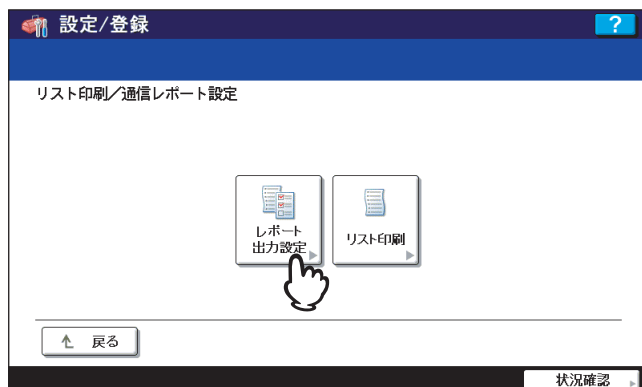 設定/登録
?
リスト印刷/通信レポート設定
レポート
出力設定
リスト印刷
戻る
状況確認